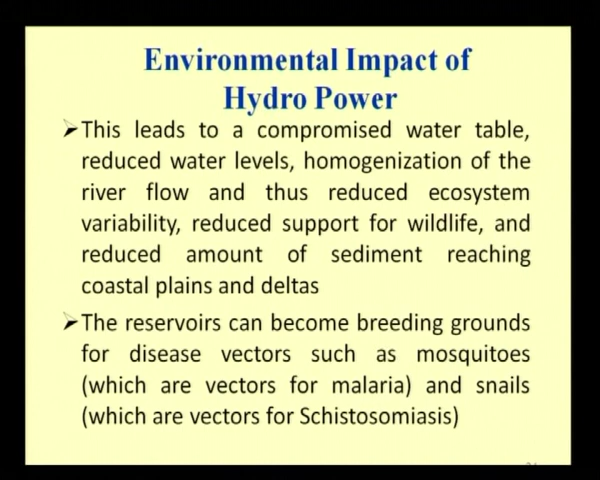 Environmental Impact of
Hydro Power
➢This leads to a compromised water table,
reduced water levels, homogenization of the
river flow and thus reduced ecosystem
variability, reduced support for wildlife, and
reduced amount of sediment reaching
coastal plains and deltas
➢The reservoirs can become breeding grounds
for disease vectors such as mosquitoes
(which are vectors for malaria) and snails
(which are vectors for Schistosomiasis)